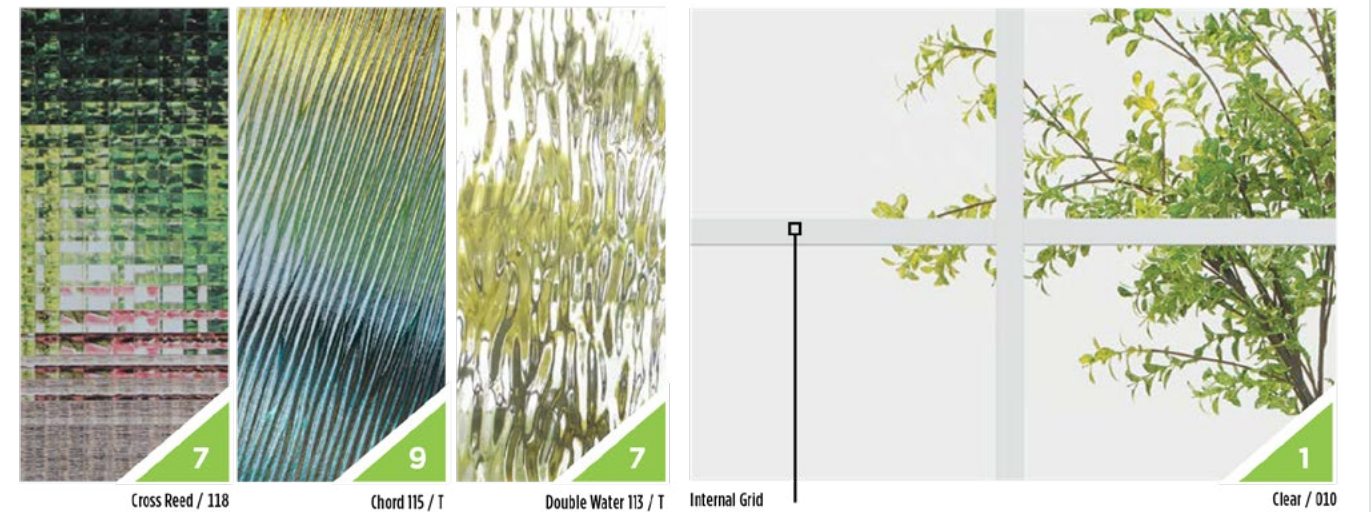 7
9
7
1
Cross Reed / 118
Chord 115 / T
Double Water 113 / T
Internal Grid
Clear / 010